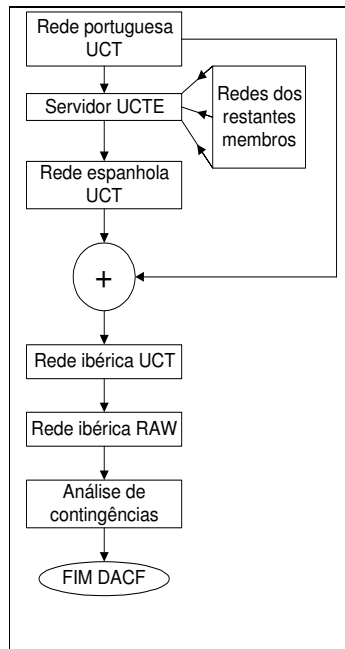 Rede portuguesa
UCT
Servidor UCTE
Redes dos
restantes
membros
Rede espanhola
UCT
+
Rede ibérica UCT
Rede ibérica RAW
Análise de
contingências
FIM DACF